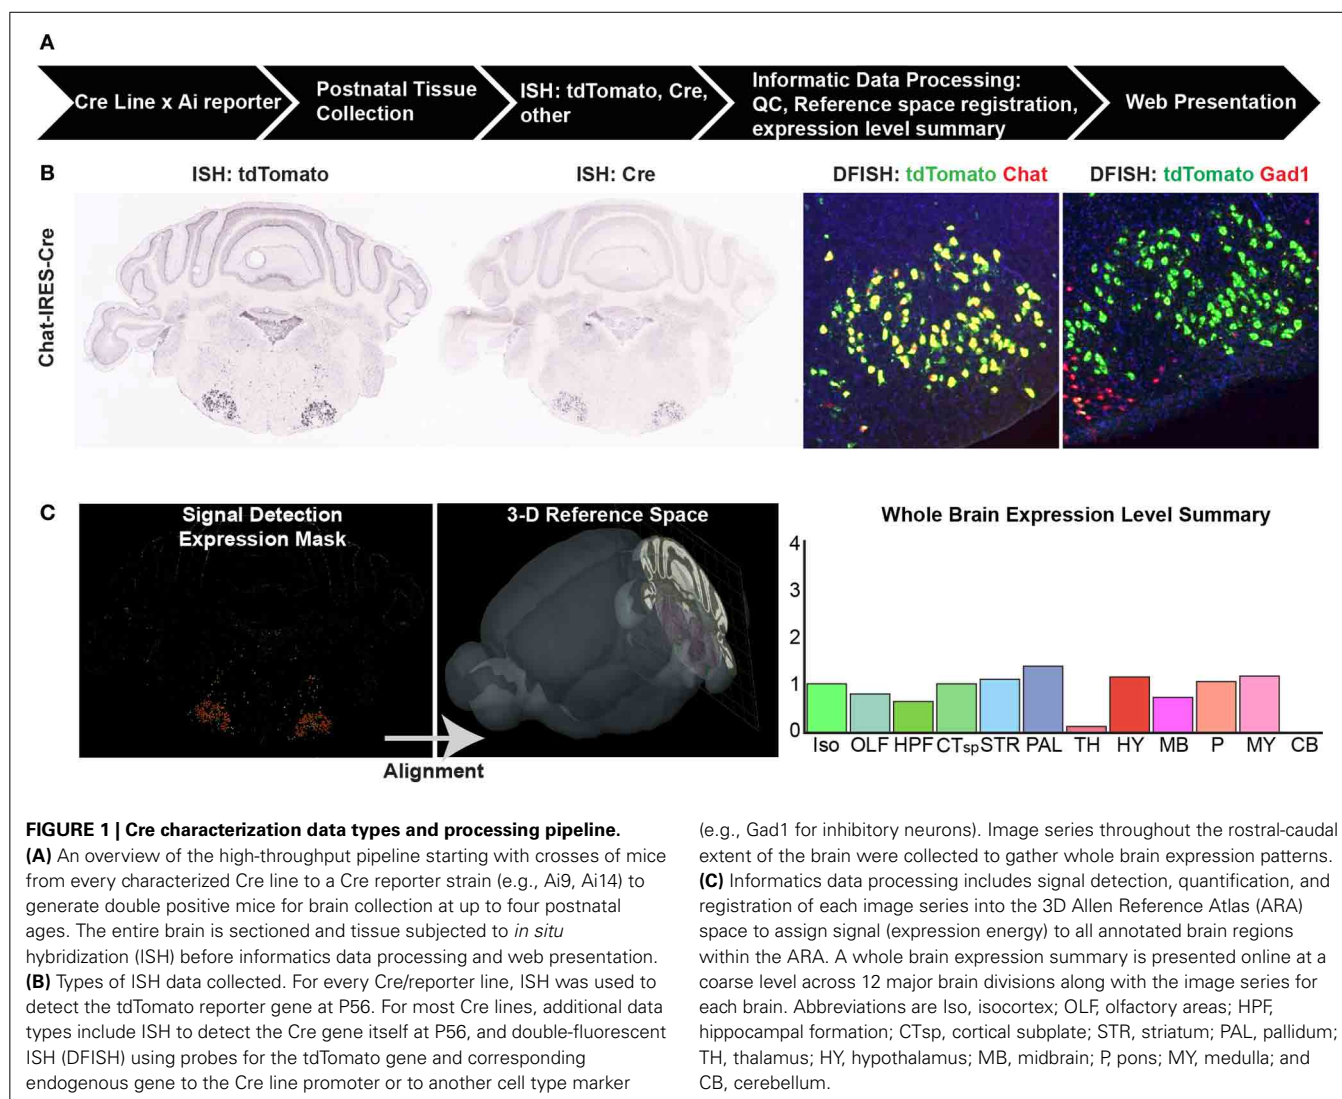 A
Cre Line x Ai reporter
Postnatal Tissue
Collection
ISH: tdTomato, Cre,
other
Informatic Data Processing:
QC, Reference space registration,
expression level summary
Web Presentation
B
ISH: tdTomato
ISH: Cre
DFISH: tdTomato Chat
DFISH: tdTomato Gad1
Chat-IRES-Cre
C
Signal Detection
Expression Mask
3-D Reference Space
Alignment
Whole Brain Expression Level Summary
4
3
2
1
0
Iso OLF HPF CTsp STR PAL TH HY MB P MY CB
FIGURE 1 | Cre characterization data types and processing pipeline.
(A) An overview of the high-throughput pipeline starting with crosses of mice
from every characterized Cre line to a Cre reporter strain (e.g., Ai9, Ai14) to
generate double positive mice for brain collection at up to four postnatal
ages. The entire brain is sectioned and tissue subjected to in situ
hybridization (ISH) before informatics data processing and web presentation.
(B) Types of ISH data collected. For every Cre/reporter line, ISH was used to
detect the tdTomato reporter gene at P56. For most Cre lines, additional data
types include ISH to detect the Cre gene itself at P56, and double-fluorescent
ISH (DFISH) using probes for the tdTomato gene and corresponding
endogenous gene to the Cre line promoter or to another cell type marker
(e.g., Gad1 for inhibitory neurons). Image series throughout the rostral-caudal
extent of the brain were collected to gather whole brain expression patterns.
(C) Informatics data processing includes signal detection, quantification, and
registration of each image series into the 3D Allen Reference Atlas (ARA)
space to assign signal (expression energy) to all annotated brain regions
within the ARA. A whole brain expression summary is presented online at a
coarse level across 12 major brain divisions along with the image series for
each brain. Abbreviations are Iso, isocortex; OLF, olfactory areas; HPF,
hippocampal formation; CTsp, cortical subplate; STR, striatum; PAL, pallidum;
TH, thalamus; HY, hypothalamus; MB, midbrain; P, pons; MY, medulla; and
CB, cerebellum.